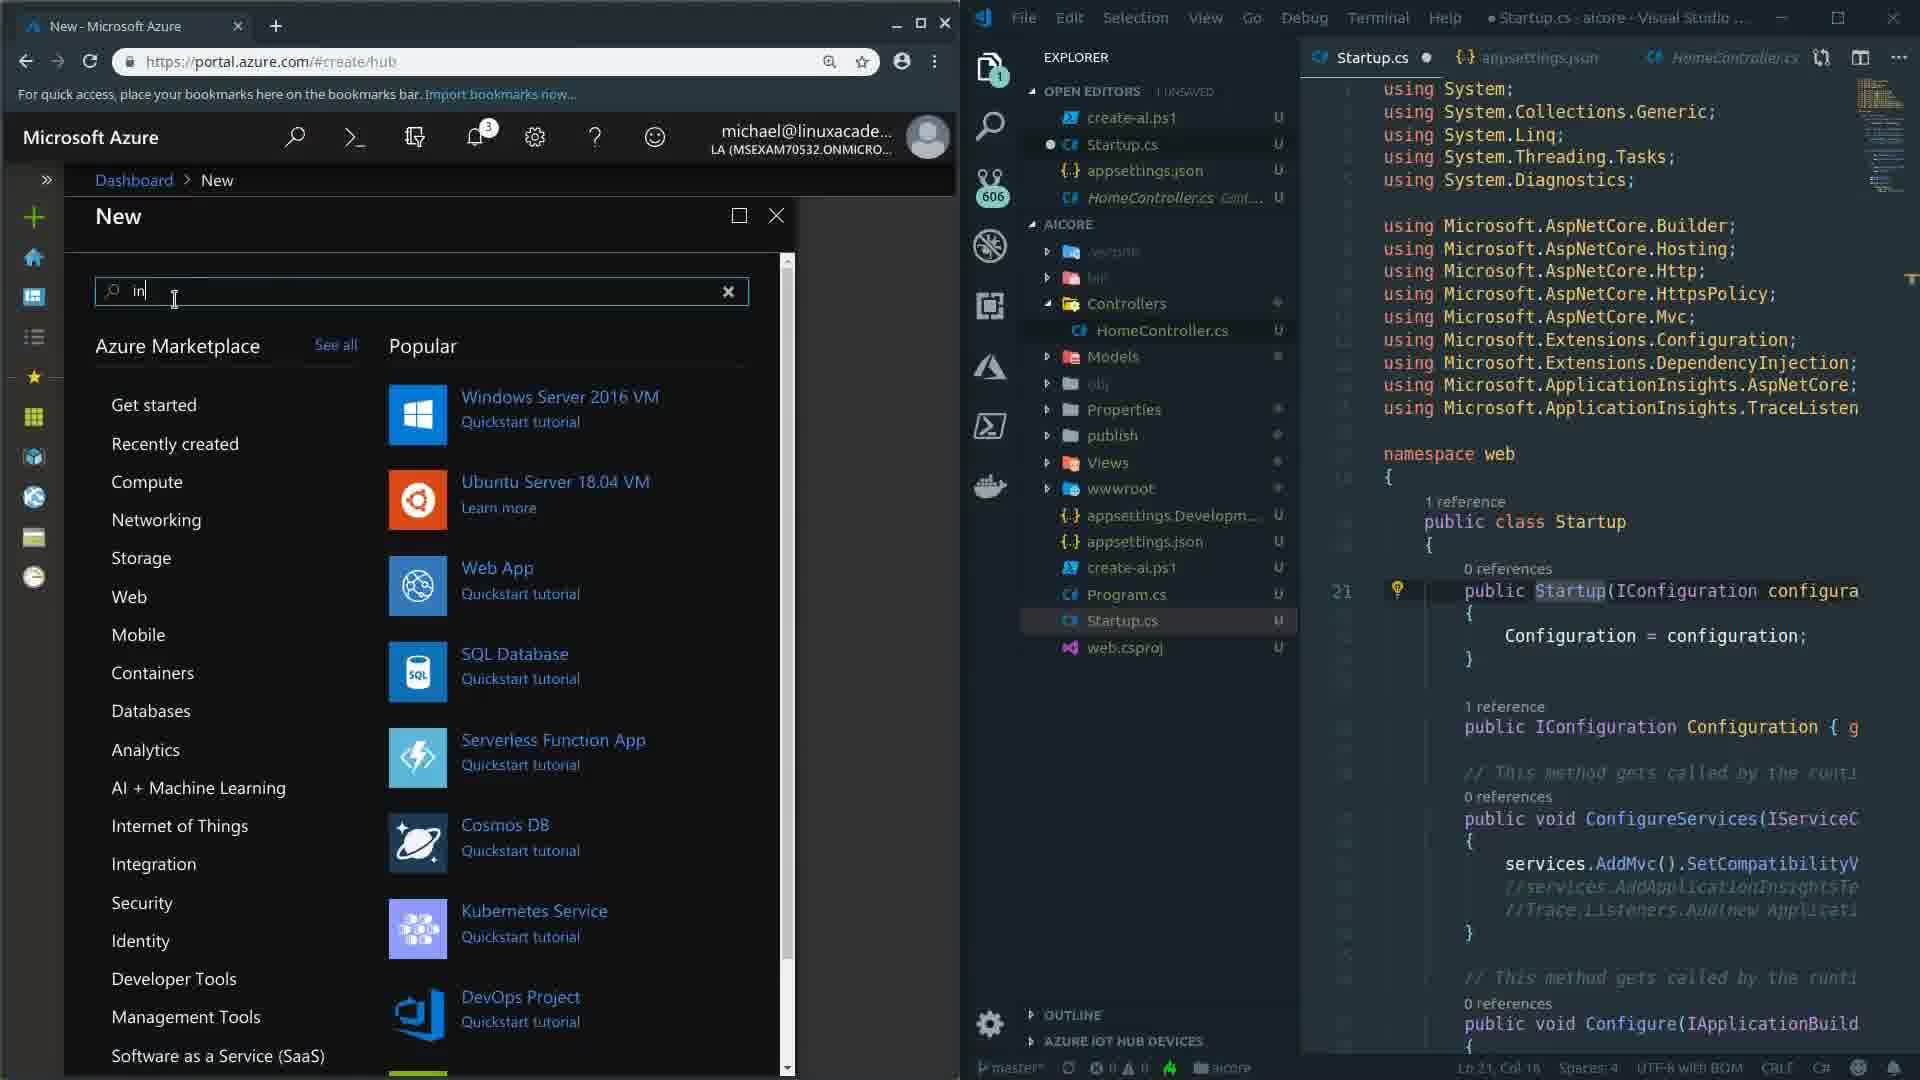 New - Microsoft Azure
https://portal.azure.com/#create/hub
For quick access, place your bookmarks here on the bookmarks bar. Import bookmarks now...
Microsoft Azure
3
michael@linuxacade...
LA (MSEXAM70532.ONMICRO...
Dashboard > New
New
in
Azure Marketplace
See all
Popular
Get started
Recently created
Compute
Networking
Storage
Web
Mobile
Containers
Databases
Analytics
AI + Machine Learning
Internet of Things
Integration
Security
Identity
Developer Tools
Management Tools
Software as a Service (SaaS)
Windows Server 2016 VM
Quickstart tutorial
Ubuntu Server 18.04 VM
Learn more
Web App
Quickstart tutorial
SQL Database
Quickstart tutorial
SQL
Serverless Function App
Quickstart tutorial
Cosmos DB
Quickstart tutorial
Kubernetes Service
Quickstart tutorial
DevOps Project
Quickstart tutorial
File Edit Selection View Go Debug Terminal Help
● Startup.cs - aicore - Visual Studio ...
1
606
EXPLORER
OPEN EDITORS 1 UNSAVED
create-ai.ps1 U
Startup.cs U
appsettings.json U
HomeController.cs Cont... U
AICORE
.vscode
bin
Controllers
HomeController.cs U
Models
obj
Properties
publish
Views
wwwroot
appsettings.Developm... U
appsettings.json U
create-ai.ps1 U
Program.cs U
Startup.cs U
web.csproj U
OUTLINE
AZURE IOT HUB DEVICES
Startup.cs
appsettings.json
HomeController.cs
using System;
using System.Collections.Generic;
using System.Linq;
using System.Threading.Tasks;
using System.Diagnostics;
using Microsoft.AspNetCore.Builder;
using Microsoft.AspNetCore.Hosting;
using Microsoft.AspNetCore.Http;
using Microsoft.AspNetCore.HttpsPolicy;
using Microsoft.AspNetCore.Mvc;
using Microsoft.Extensions.Configuration;
using Microsoft.Extensions.DependencyInjection;
using Microsoft.ApplicationInsights.AspNetCore;
using Microsoft.ApplicationInsights.TraceListen
namespace web
{
1 reference
public class Startup
{
0 references
21 public Startup(IConfiguration configura
{
Configuration = configuration;
}
1 reference
public IConfiguration Configuration { g
// This method gets called by the runti
0 references
public void ConfigureServices(IServiceC
{
services.AddMvc().SetCompatibilityV
//services.AddApplicationInsightsTe
//Trace.Listeners.Add(new Applicati
}
// This method gets called by the runti
0 references
public void Configure(IApplicationBuild
{
master* 0 0 aicore
Ln 21, Col 16 Spaces: 4 UTF-8 with BOM CRLF C#